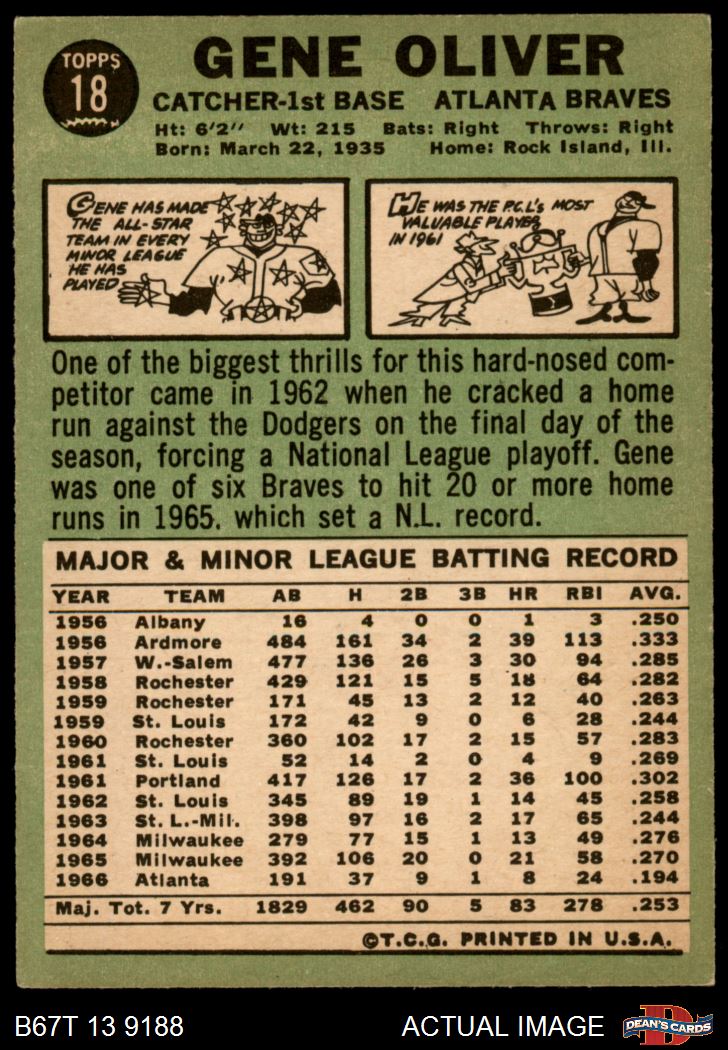 TOPPS
18
GENE OLIVER
CATCHER-1st BASE ATLANTA BRAVES
Ht: 6'2" Wt: 215 Bats: Right Throws: Right
Born: March 22, 1935 Home: Rock Island, Ill.
GENE HAS MADE
THE ALL-STAR
TEAM IN EVERY
MINOR LEAGUE
HE HAS
PLAYED
HE WAS THE P.C.L'S MOST
VALUABLE PLAYER
IN 1961
One of the biggest thrills for this hard-nosed com-
petitor came in 1962 when he cracked a home
run against the Dodgers on the final day of the
season, forcing a National League playoff. Gene
was one of six Braves to hit 20 or more home
runs in 1965. which set a N.L. record.
MAJOR & MINOR LEAGUE BATTING RECORD
YEAR TEAM AB H 2B 3B HR RBI AVG.
1956 Albany 16 4 0 0 1 3 .250
1956 Ardmore 484 161 34 2 39 113 .333
1957 W.-Salem 477 136 26 3 30 94 .285
1958 Rochester 429 121 15 5 18 64 .282
1959 Rochester 171 45 13 2 12 40 .263
1959 St. Louis 172 42 9 0 6 28 .244
1960 Rochester 360 102 17 2 15 57 .283
1961 St. Louis 52 14 2 0 4 9 .269
1961 Portland 417 126 17 2 36 100 .302
1962 St. Louis 345 89 19 1 14 45 .258
1963 St. L.-Mil. 398 97 16 2 17 65 .244
1964 Milwaukee 279 77 15 1 13 49 .276
1965 Milwaukee 392 106 20 0 21 58 .270
1966 Atlanta 191 37 9 1 8 24 .194
Maj. Tot. 7 Yrs. 1829 462 90 5 83 278 .253
©T.C.G. PRINTED IN U.S.A.
B67T 13 9188 ACTUAL IMAGE D DEAN'S CARDS